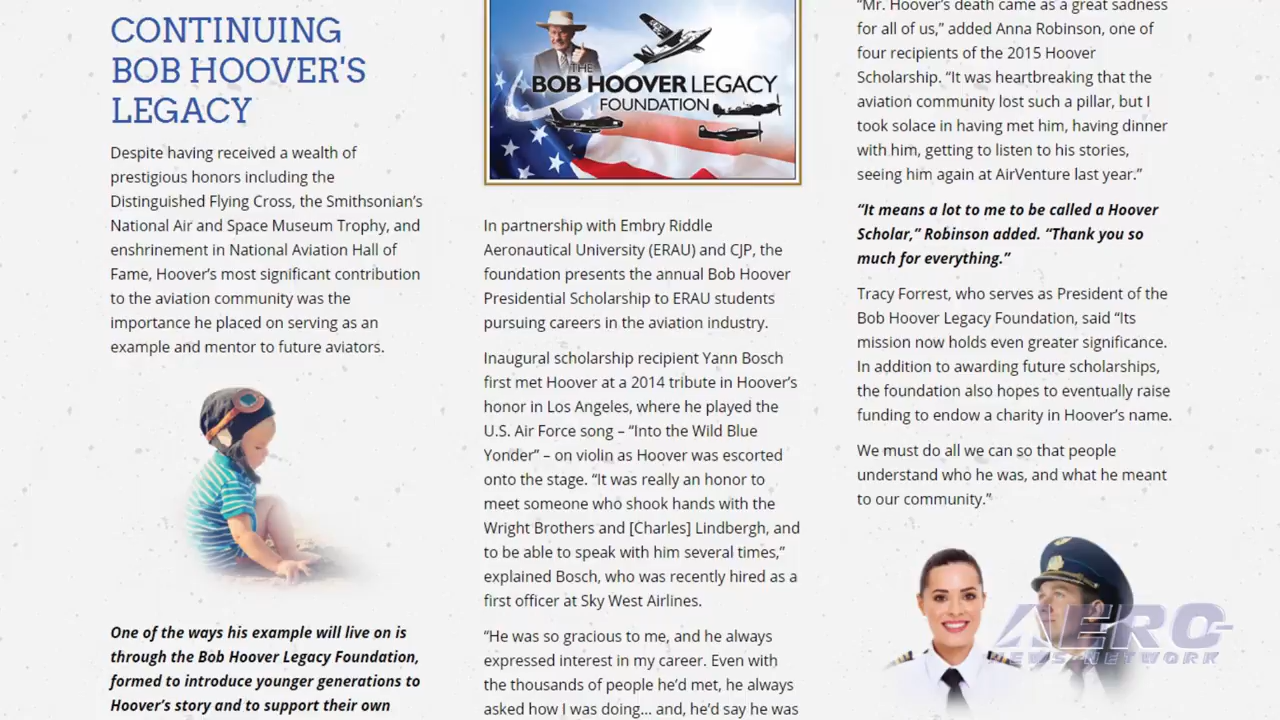 CONTINUING
BOB HOOVER'S
LEGACY
Despite having received a wealth of
prestigious honors including the
Distinguished Flying Cross, the Smithsonian’s
National Air and Space Museum Trophy, and
enshrinement in National Aviation Hall of
Fame, Hoover’s most significant contribution
to the aviation community was the
importance he placed on serving as an
example and mentor to future aviators.
One of the ways his example will live on is
through the Bob Hoover Legacy Foundation,
formed to introduce younger generations to
Hoover’s story and to support their own
THE
BOB HOOVER LEGACY
FOUNDATION
In partnership with Embry Riddle
Aeronautical University (ERAU) and CJP, the
foundation presents the annual Bob Hoover
Presidential Scholarship to ERAU students
pursuing careers in the aviation industry.
Inaugural scholarship recipient Yann Bosch
first met Hoover at a 2014 tribute in Hoover’s
honor in Los Angeles, where he played the
U.S. Air Force song – “Into the Wild Blue
Yonder” – on violin as Hoover was escorted
onto the stage. “It was really an honor to
meet someone who shook hands with the
Wright Brothers and [Charles] Lindbergh, and
to be able to speak with him several times,”
explained Bosch, who was recently hired as a
first officer at Sky West Airlines.
“He was so gracious to me, and he always
expressed interest in my career. Even with
the thousands of people he’d met, he always
asked how I was doing… and, he’d say he was
“Mr. Hoover’s death came as a great sadness
for all of us,” added Anna Robinson, one of
four recipients of the 2015 Hoover
Scholarship. “It was heartbreaking that the
aviation community lost such a pillar, but I
took solace in having met him, having dinner
with him, getting to listen to his stories,
seeing him again at AirVenture last year.”
“It means a lot to me to be called a Hoover
Scholar,” Robinson added. “Thank you so
much for everything.”
Tracy Forrest, who serves as President of the
Bob Hoover Legacy Foundation, said “Its
mission now holds even greater significance.
In addition to awarding future scholarships,
the foundation also hopes to eventually raise
funding to endow a charity in Hoover’s name.
We must do all we can so that people
understand who he was, and what he meant
to our community.”
AERO
NEWS NETWORK